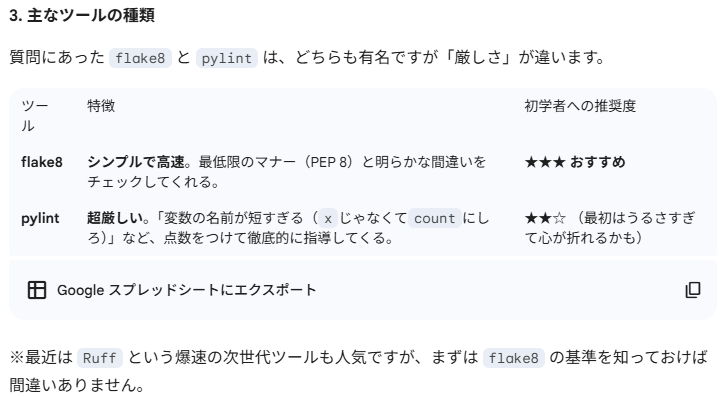 3. 主なツールの種類
質問にあった flake8 と pylint は、どちらも有名ですが「厳しさ」が違います。
ツー
ル
特徴
初学者への推奨度
flake8
シンプルで高速。最低限のマナー（PEP 8）と明らかな間違いを
チェックしてくれる。
★★★ おすすめ
pylint
超厳しい。「変数の名前が短すぎる（ x じゃなくて count にし
ろ）」など、点数をつけて徹底的に指導してくる。
★★☆ （最初はうるさすぎ
て心が折れるかも）
Google スプレッドシートにエクスポート
※最近は Ruff という爆速の次世代ツールも人気ですが、まずは flake8 の基準を知っておけば
間違いありません。